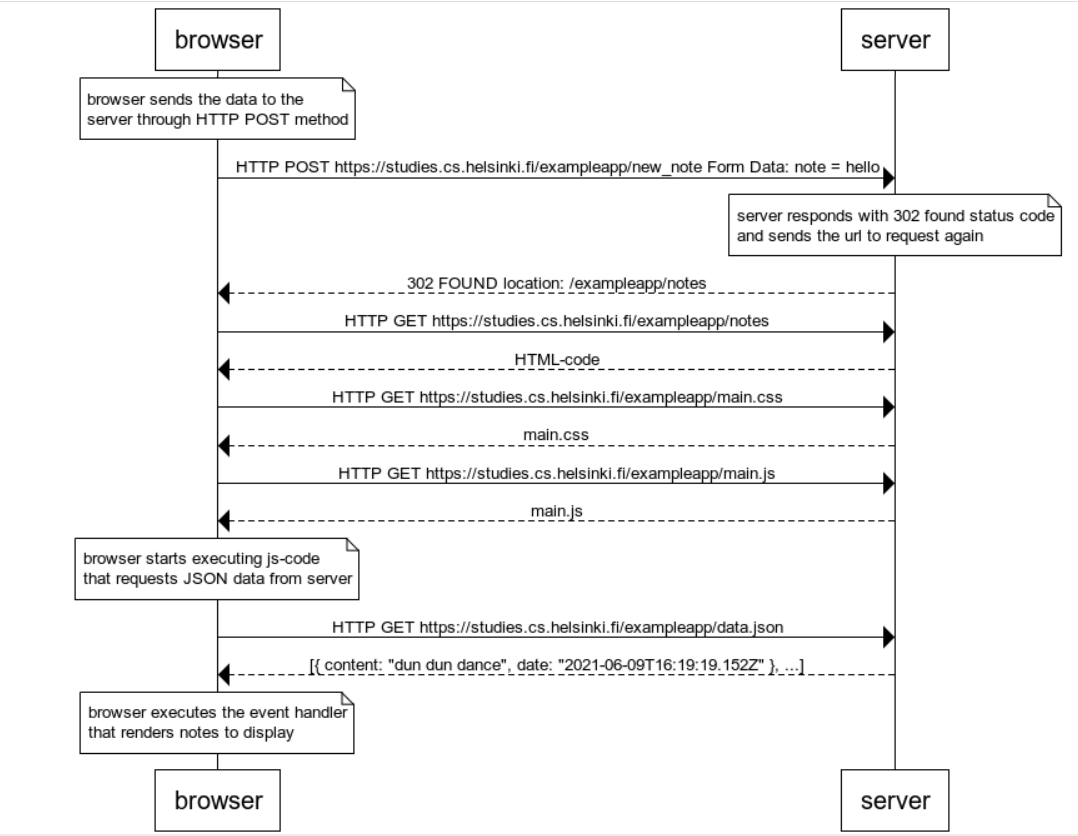 browser
server
browser sends the data to the
server through HTTP POST method
HTTP POST https://studies.cs.helsinki.fi/exampleapp/new_note Form Data: note = hello
server responds with 302 found status code
and sends the url to request again
302 FOUND location: /exampleapp/notes
HTTP GET https://studies.cs.helsinki.fi/exampleapp/notes
HTML-code
HTTP GET https://studies.cs.helsinki.fi/exampleapp/main.css
main.css
HTTP GET https://studies.cs.helsinki.fi/exampleapp/main.js
main.js
browser starts executing js-code
that requests JSON data from server
HTTP GET https://studies.cs.helsinki.fi/exampleapp/data.json
[{ content: "dun dun dance", date: "2021-06-09T16:19:19.152Z" }, ...]
browser executes the event handler
that renders notes to display
browser
server